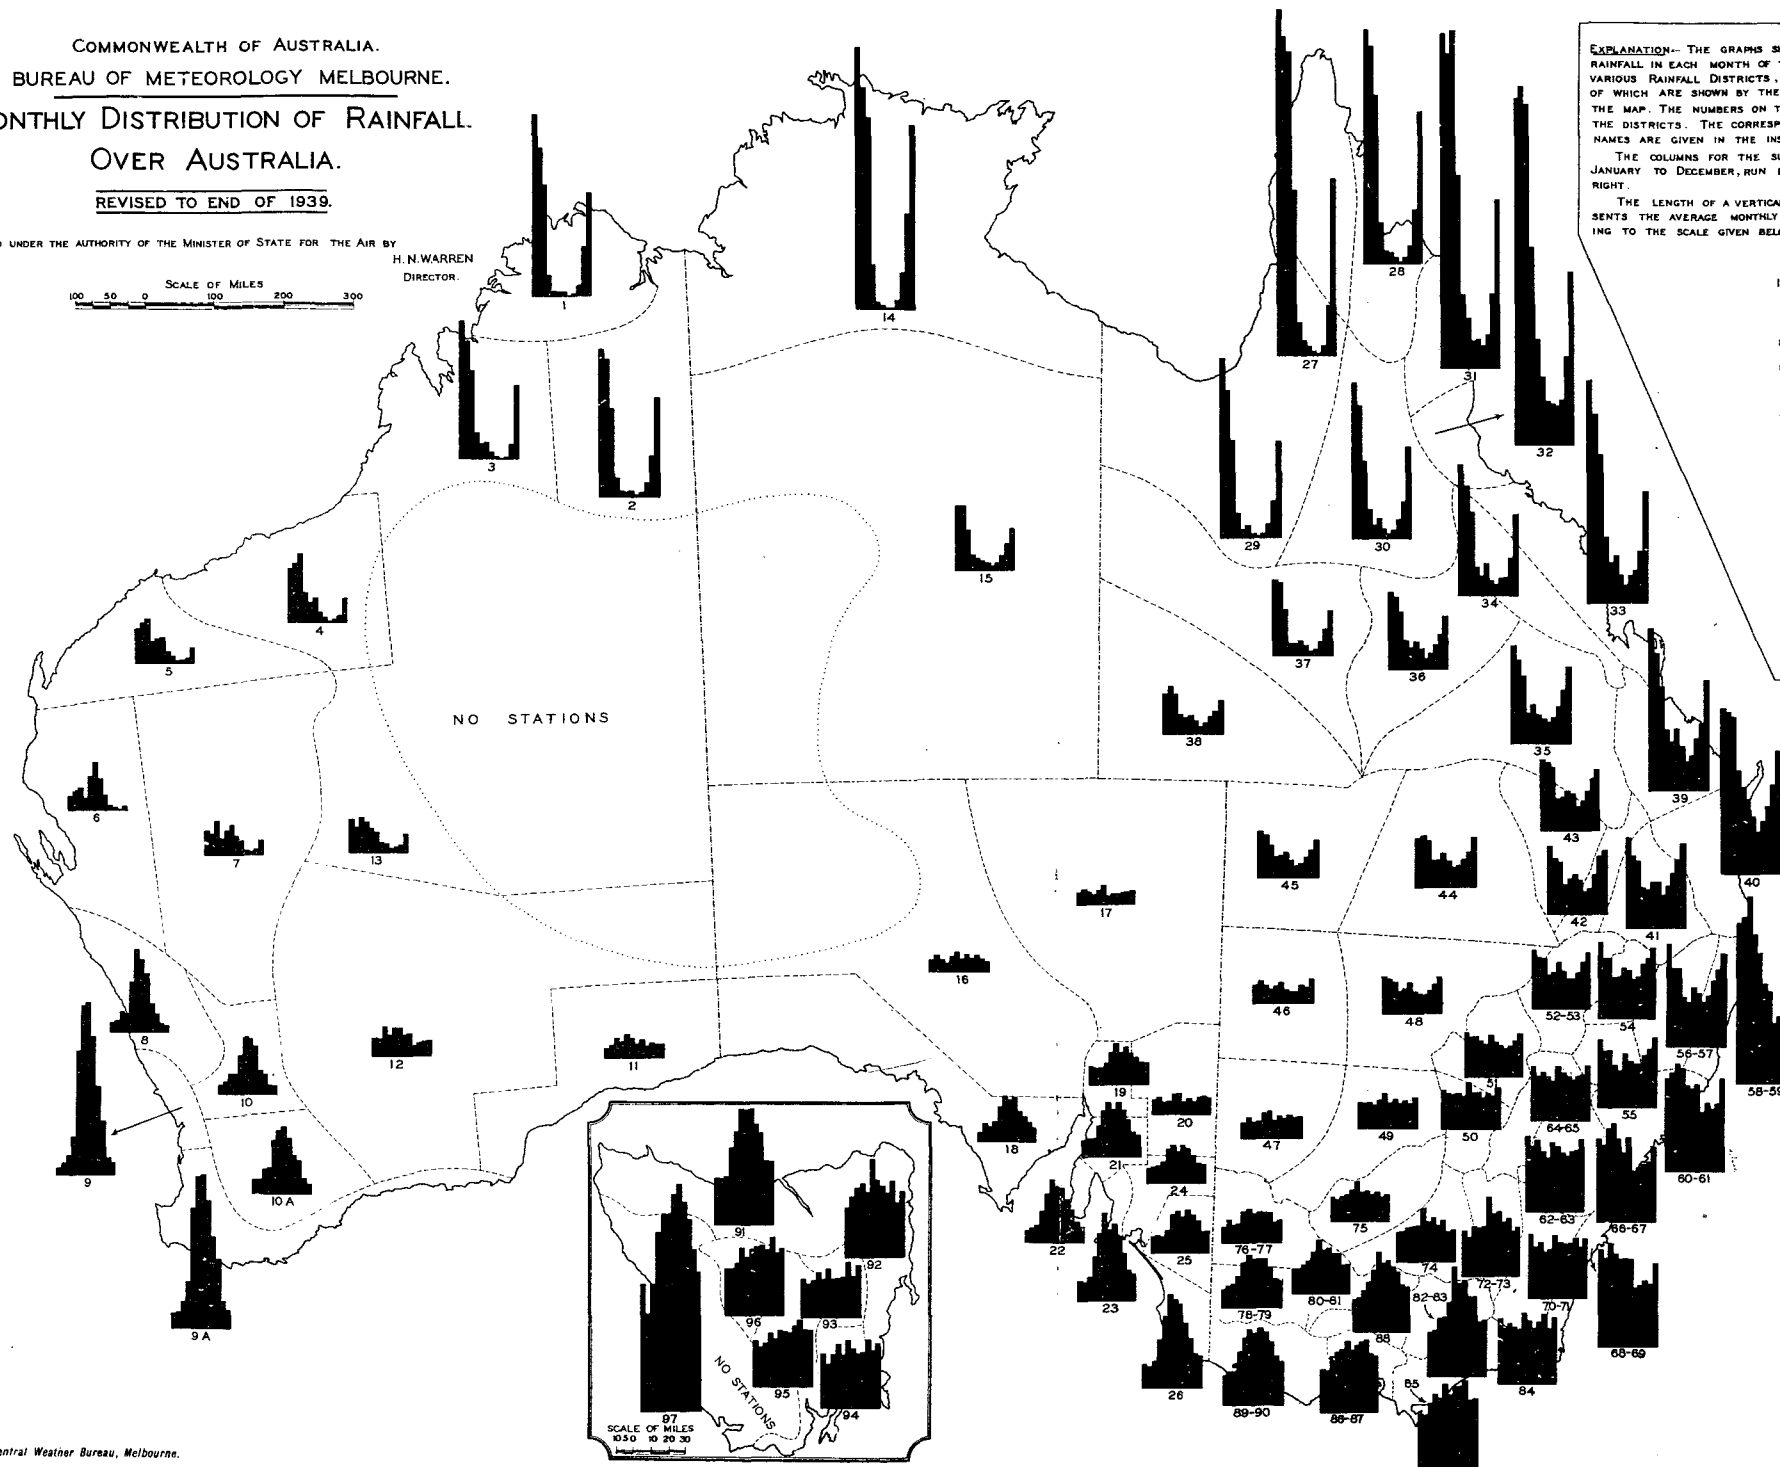 COMMONWEALTH OF AUSTRALIA.
BUREAU OF METEOROLOGY MELBOURNE.
ONTHLY DISTRIBUTION OF RAINFALL.
OVER AUSTRALIA.
REVISED TO END OF 1939.
UNDER THE AUTHORITY OF THE MINISTER OF STATE FOR THE AIR BY
H. N. WARREN
DIRECTOR.
SCALE OF MILES
100 50 0 100 200 300
EXPLANATION.- THE GRAPHS
RAINFALL IN EACH MONTH OF
VARIOUS RAINFALL DISTRICTS,
OF WHICH ARE SHOWN BY THE
THE MAP. THE NUMBERS ON
THE DISTRICTS. THE
NAMES ARE GIVEN IN THE
THE COLUMNS FOR THE
JANUARY TO DECEMBER, RUN
RIGHT.
THE LENGTH OF A
SENTS THE AVERAGE MONTHLY
ING TO THE SCALE GIVEN
1
14
28
27
31
32
3
2
29
30
15
34
33
4
5
37
36
NO STATIONS
38
35
39
6
7
13
43
40
45
44
17
42
41
16
8
46
48
52-53
54
56-57
12
11
19
51
58-59
10
20
64-65
55
9
18
21
47
49
50
60-61
10 A
24
75
62-63
66-67
91
22
25
76-77
74
72-73
92
23
78-79
80-81
82-83
70-71
9 A
96
93
88
68-69
95
26
89-90
86-87
85
84
94
97
NO STATIONS
SCALE OF MILES
10 5 0 10 20 30
entral Weather Bureau, Melbourne.